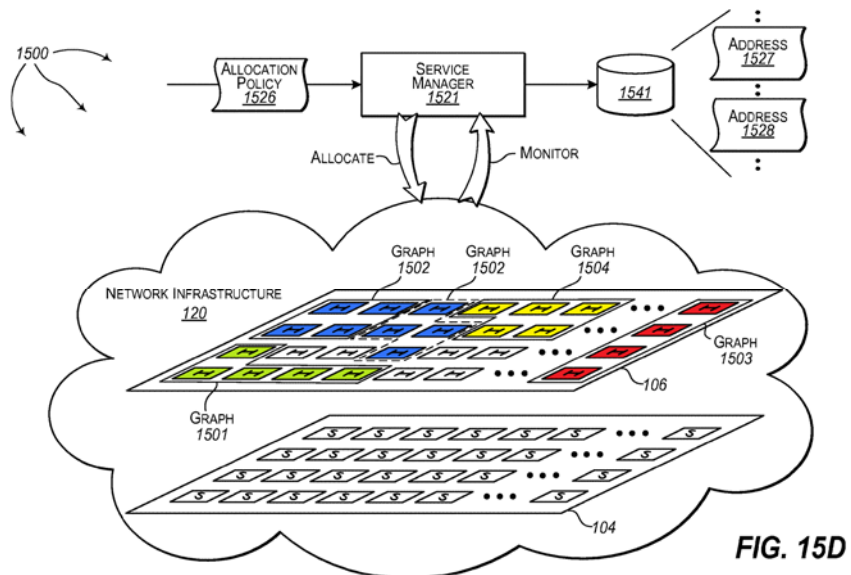 1500
ALLOCATION
POLICY
1526
SERVICE
MANAGER
1521
1541
ADDRESS
1527
ADDRESS
1528
ALLOCATE
MONITOR
GRAPH
1502
GRAPH
1502
GRAPH
1504
NETWORK INFRASTRUCTURE
120
H H H H H H H
H H H H H H H
H H H H H H H
H H H H H H H
GRAPH
1503
106
GRAPH
1501
S S S S S S S
S S S S S S S
S S S S S S S
S S S S S S S
104
FIG. 15D